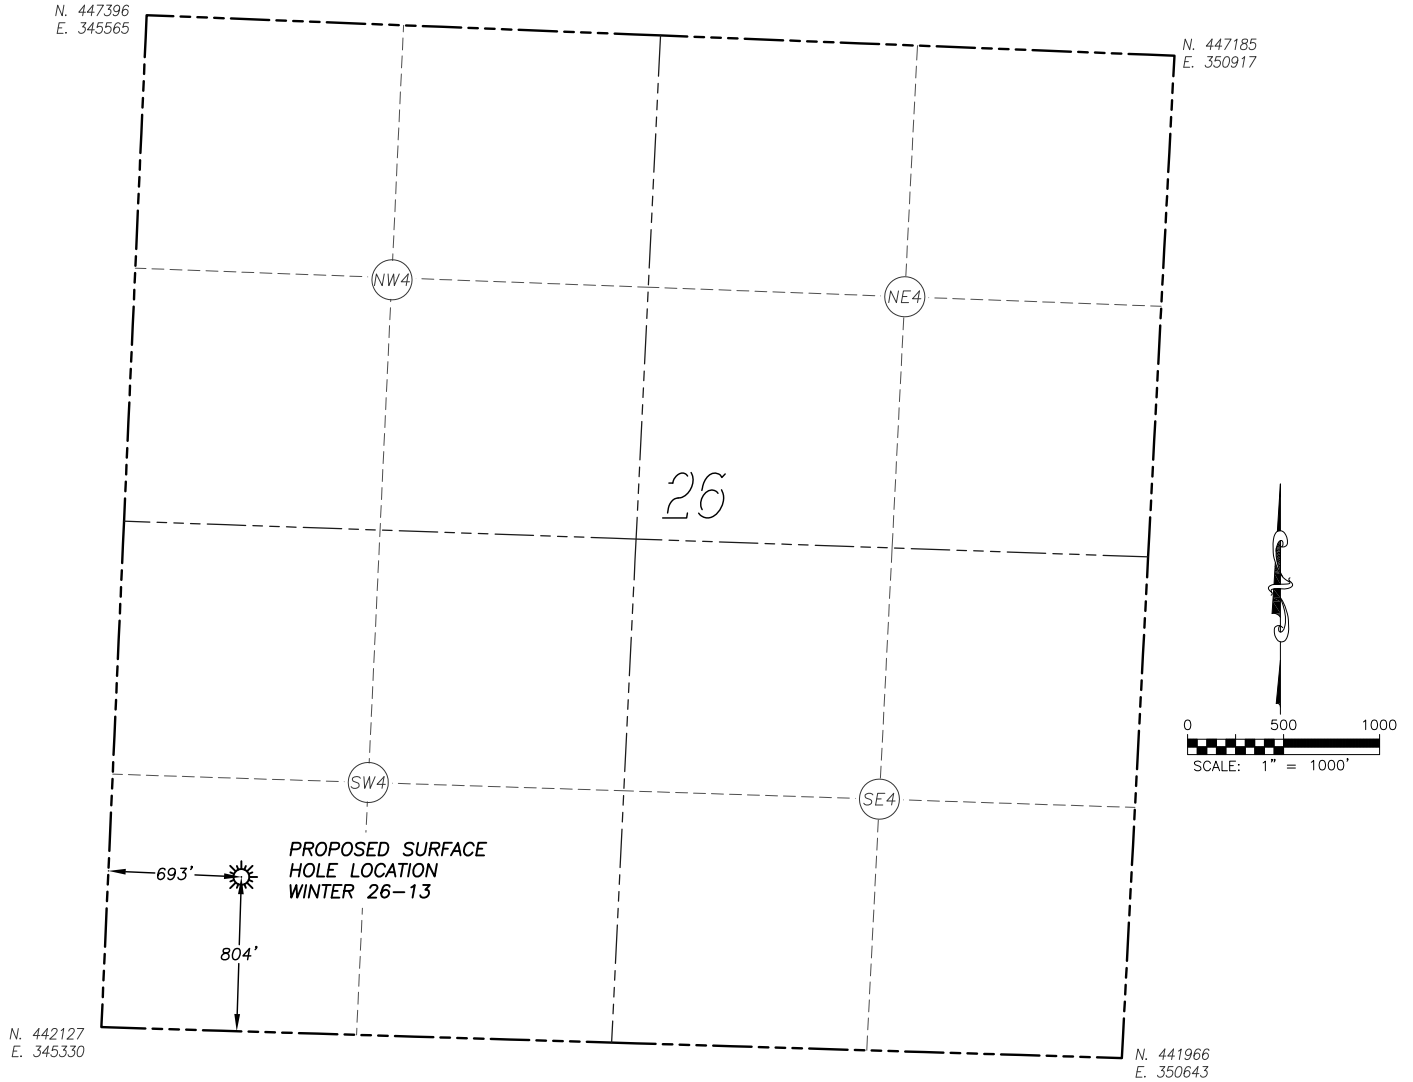 N. 447396
E. 345565
N. 447185
E. 350917
NW4
NE4
26
0 500 1000
SCALE: 1" = 1000'
SW4
SE4
PROPOSED SURFACE
HOLE LOCATION
WINTER 26-13
693'
804'
N. 442127
E. 345330
N. 441966
E. 350643